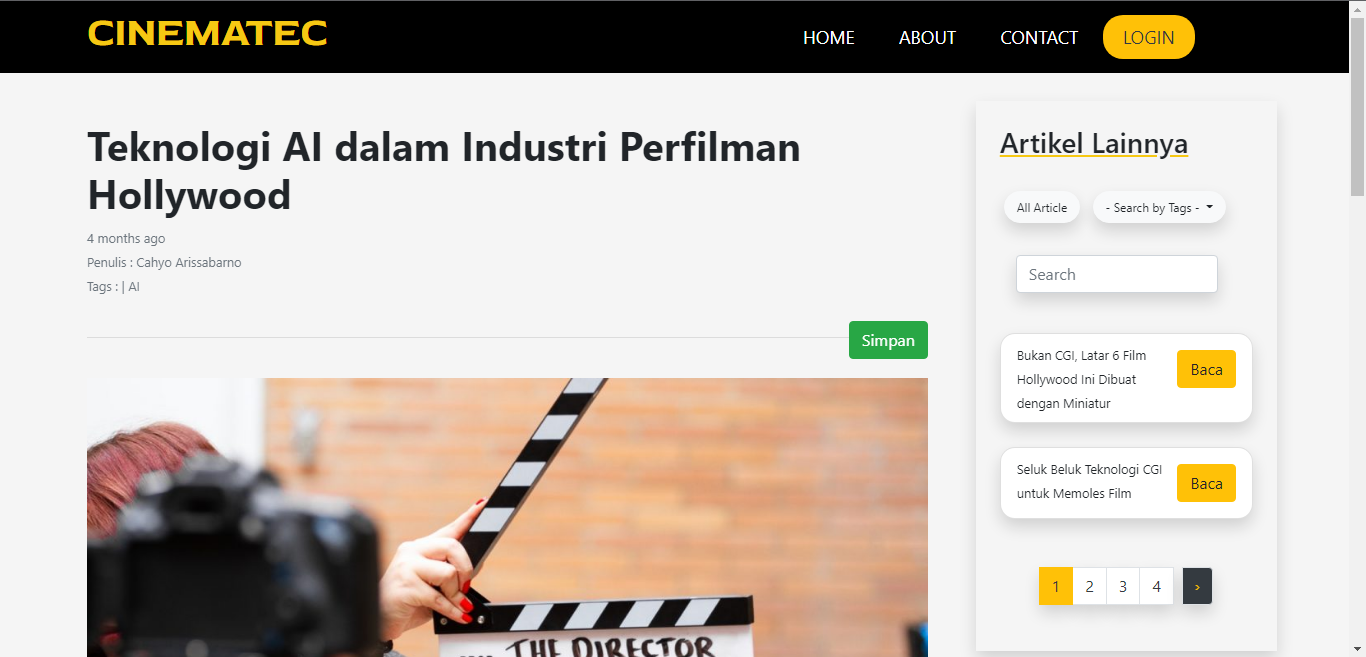 CINEMATEC
HOME
ABOUT
CONTACT
LOGIN
Teknologi AI dalam Industri Perfilman
Hollywood
4 months ago
Penulis : Cahyo Arissabarno
Tags : | AI
Simpan
THE DIRECTOR
Artikel Lainnya
All Article
- Search by Tags -
Search
Bukan CGI, Latar 6 Film
Hollywood Ini Dibuat
dengan Miniatur
Baca
Seluk Beluk Teknologi CGI
untuk Memoles Film
Baca
1
2
3
4
›